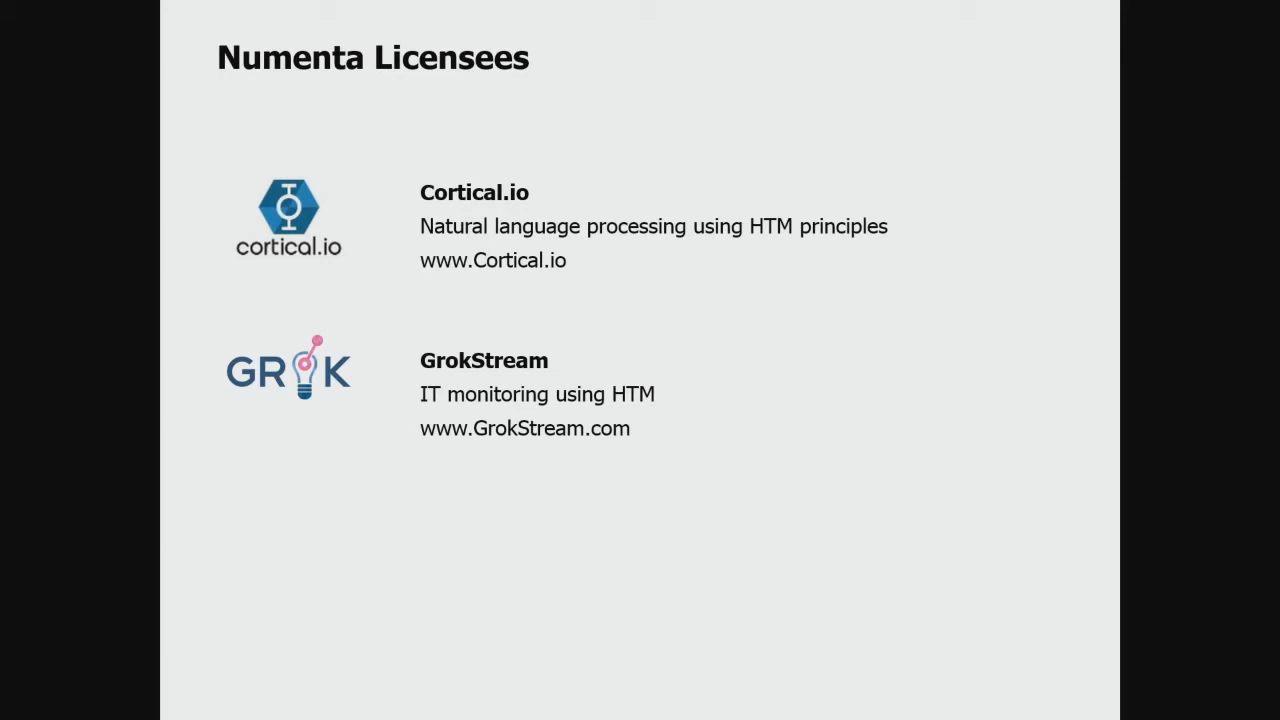 Numenta Licensees
cortical.io
Cortical.io
Natural language processing using HTM principles
www.Cortical.io
GROK
GrokStream
IT monitoring using HTM
www.GrokStream.com